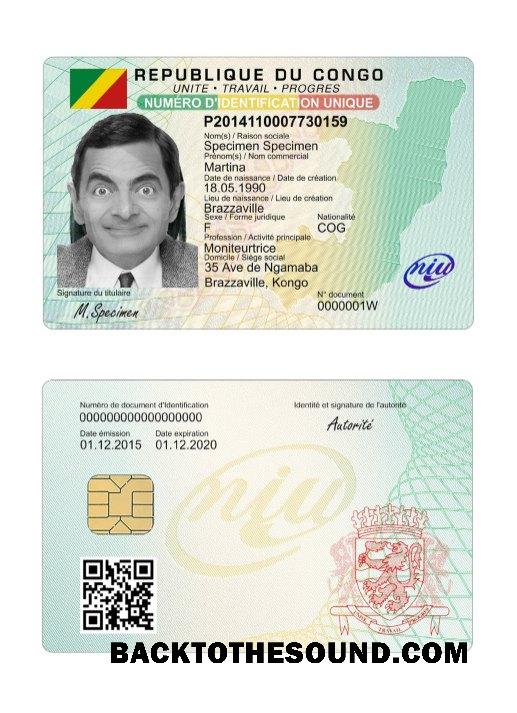 REPUBLIQUE DU CONGO
UNITE • TRAVAIL • PROGRES
NUMÉRO D'IDENTIFICATION UNIQUE
P2014110007730159
Nom(s) / Raison sociale
Specimen Specimen
Prénom(s) / Nom commercial
Martina
Date de naissance / Date de création
18.05.1990
Lieu de naissance / Lieu de création
Brazzaville
Sexe / Forme juridique Nationalité
F COG
Profession / Activité principale
Moniteurtrice
Domicile / Siège social
35 Ave de Ngamaba
Brazzaville, Kongo
Signature du titulaire
M. Specimen
N° document
0000001W
niu
Numéro de document d'Identification
000000000000000000
Identité et signature de l'autorité
Autorité
Date émission Date expiration
01.12.2015 01.12.2020
niu
UNITE TRAVAIL PROGRES
BACKTOTHESOUND.COM